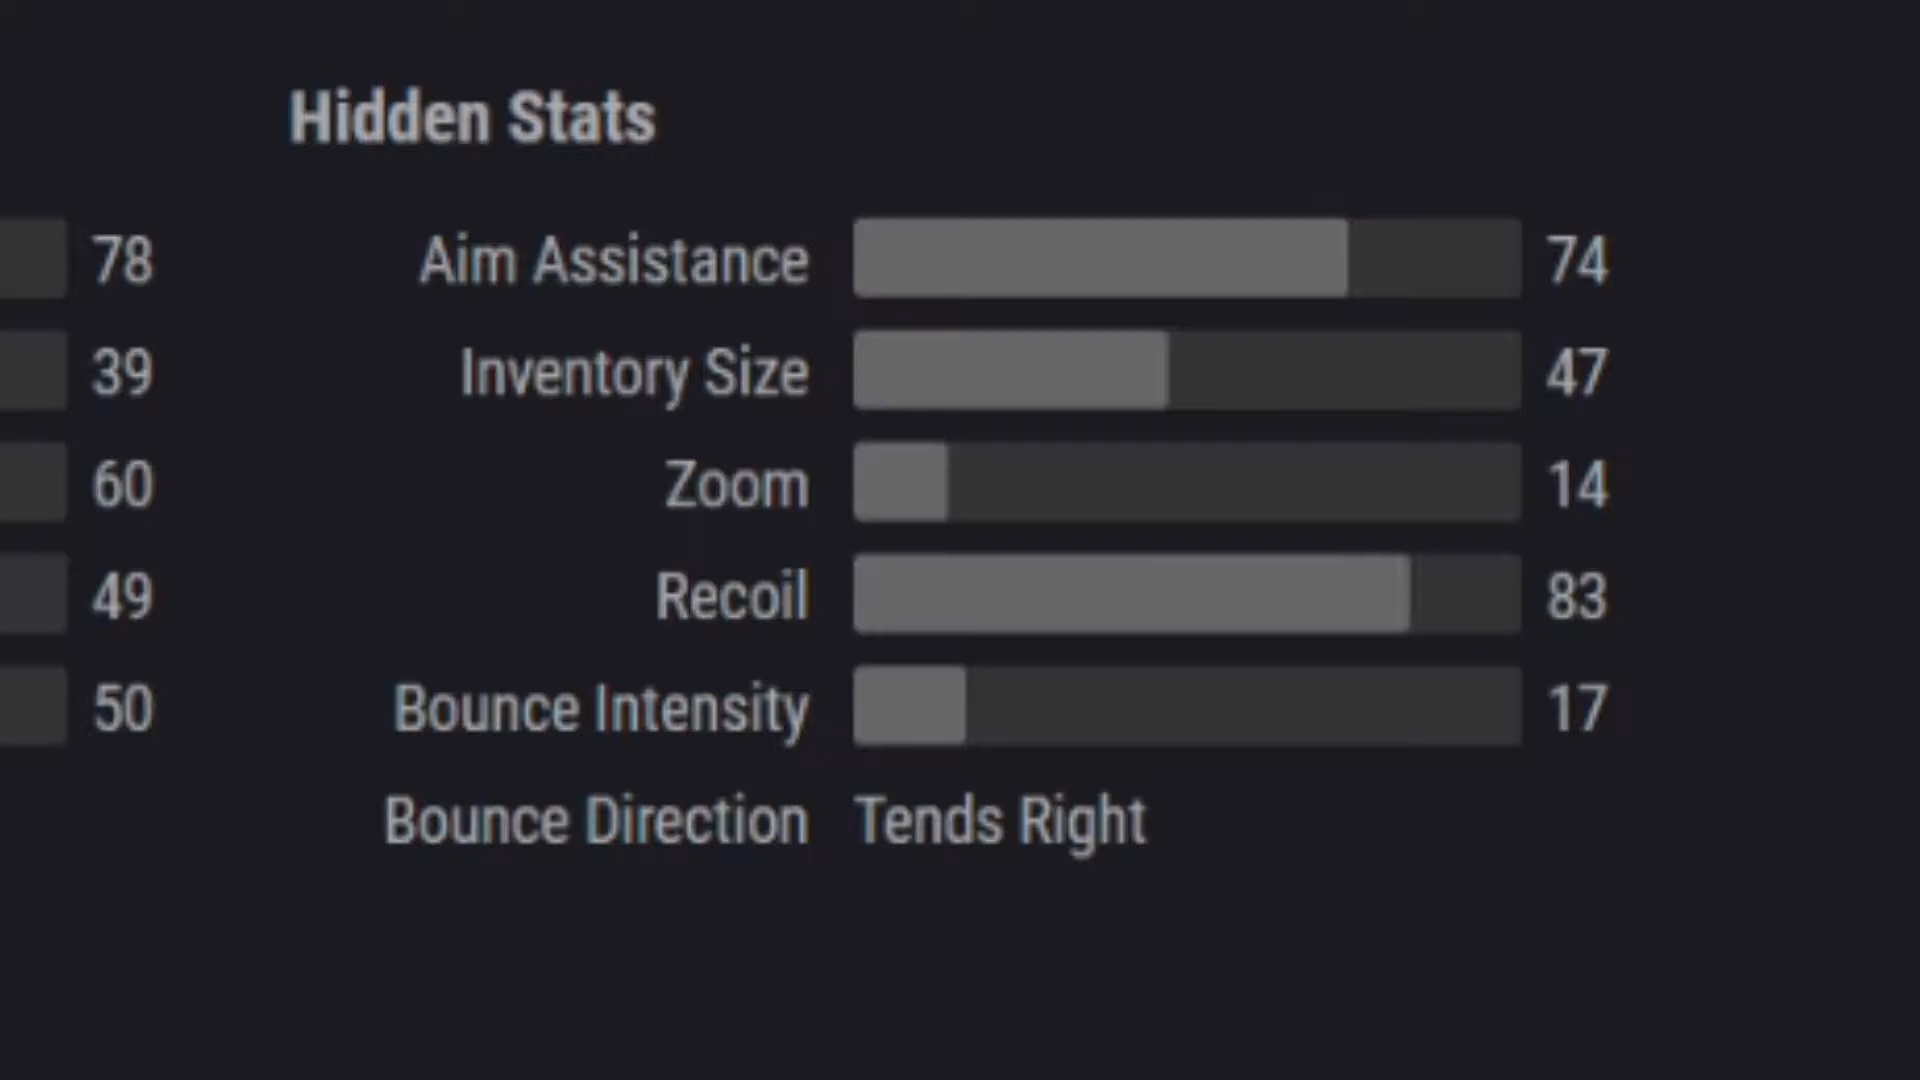 Hidden Stats
78 Aim Assistance 74
39 Inventory Size 47
60 Zoom 14
49 Recoil 83
50 Bounce Intensity 17
Bounce Direction Tends Right